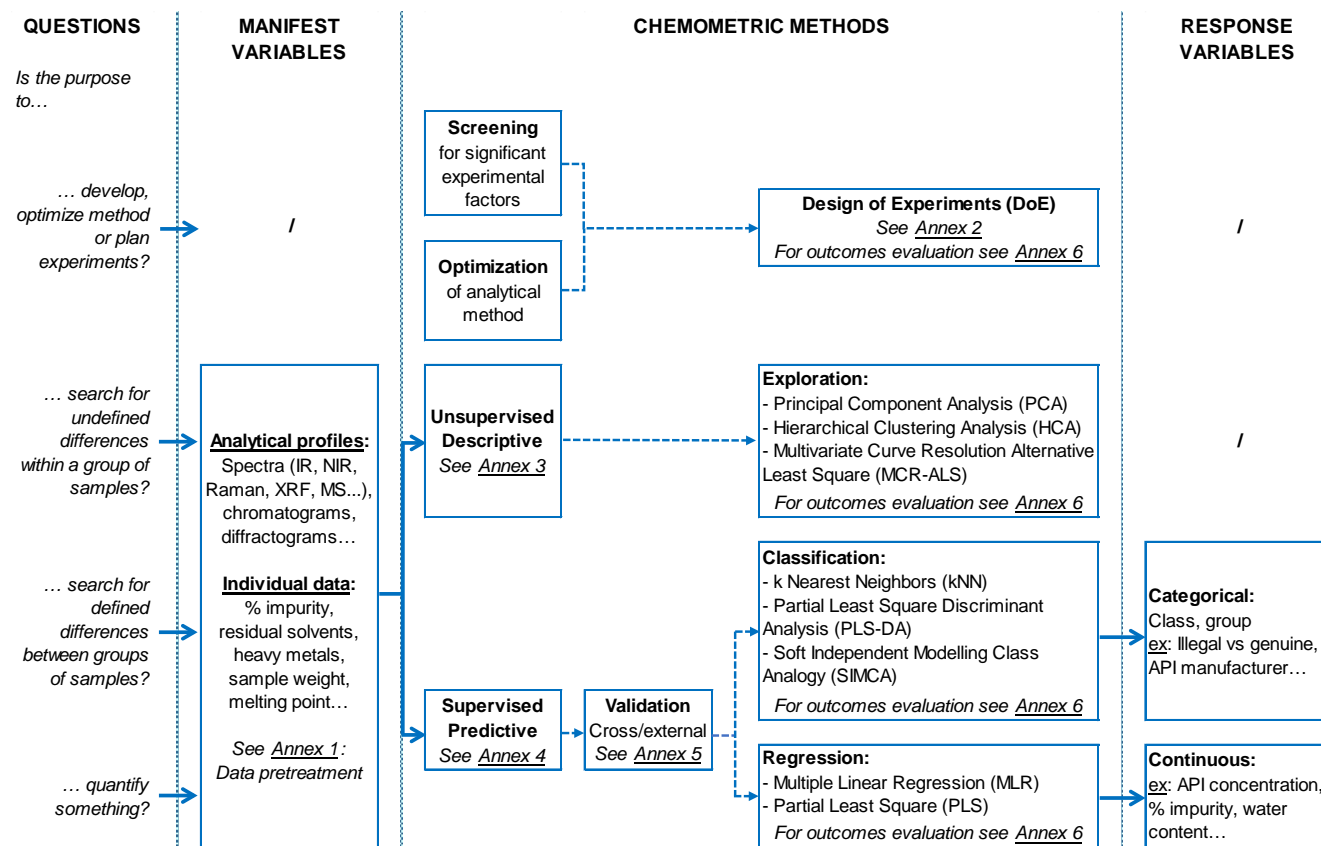 QUESTIONS
MANIFEST
VARIABLES
CHEMOMETRIC METHODS
RESPONSE
VARIABLES
Is the purpose
to…
… develop,
optimize method
or plan
experiments?
/
Screening
for significant
experimental
factors
Optimization
of analytical
method
Design of Experiments (DoE)
See Annex 2
For outcomes evaluation see Annex 6
/
… search for
undefined
differences
within a group of
samples?
Analytical profiles:
Spectra (IR, NIR,
Raman, XRF, MS...),
chromatograms,
diffractograms…
Individual data:
% impurity,
residual solvents,
heavy metals,
sample weight,
melting point…
See Annex 1:
Data pretreatment
Unsupervised
Descriptive
See Annex 3
Exploration:
- Principal Component Analysis (PCA)
- Hierarchical Clustering Analysis (HCA)
- Multivariate Curve Resolution Alternative
Least Square (MCR-ALS)
For outcomes evaluation see Annex 6
/
… search for
defined
differences
between groups
of samples?
Supervised
Predictive
See Annex 4
Validation
Cross/external
See Annex 5
Classification:
- k Nearest Neighbors (kNN)
- Partial Least Square Discriminant
Analysis (PLS-DA)
- Soft Independent Modelling Class
Analogy (SIMCA)
For outcomes evaluation see Annex 6
Categorical:
Class, group
ex: Illegal vs genuine,
API manufacturer…
… quantify
something?
Regression:
- Multiple Linear Regression (MLR)
- Partial Least Square (PLS)
For outcomes evaluation see Annex 6
Continuous:
ex: API concentration,
% impurity, water
content…